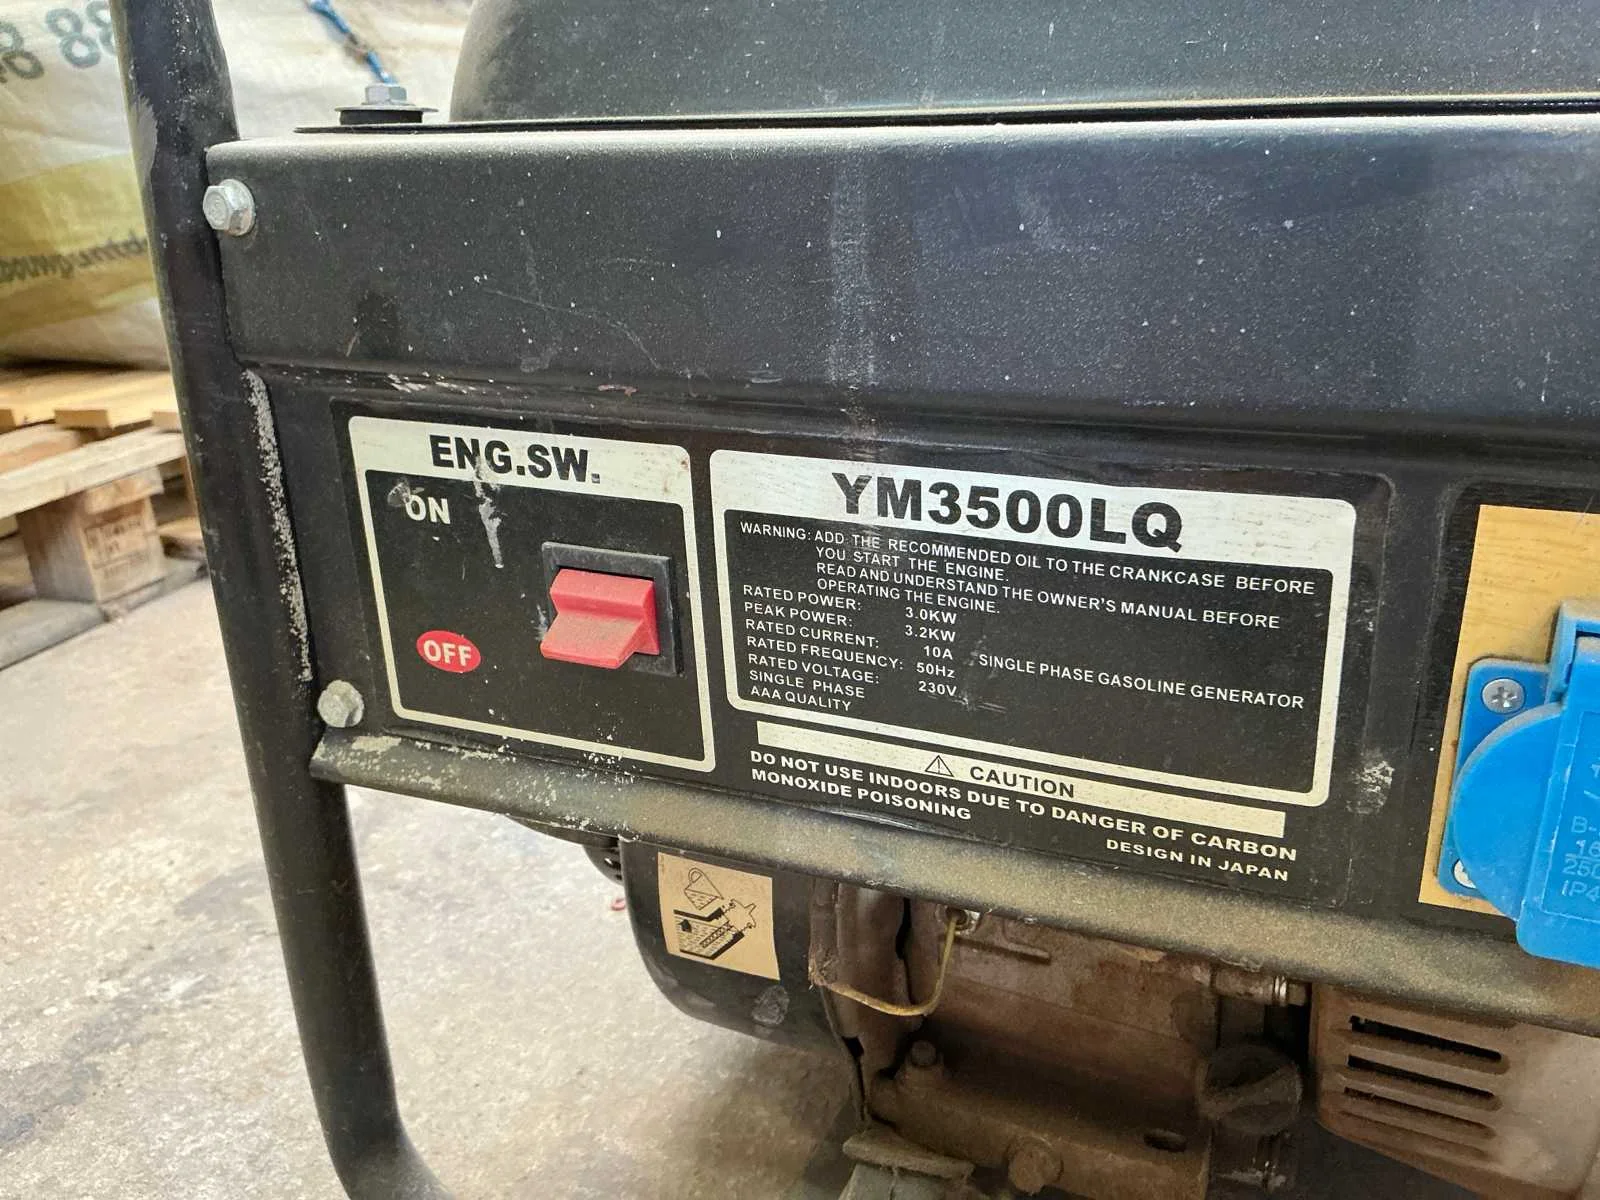 88
ENG.SW.
ON
OFF
YM3500LQ
WARNING: ADD THE RECOMMENDED OIL TO THE CRANKCASE BEFORE
YOU START THE ENGINE.
READ AND UNDERSTAND THE OWNER'S MANUAL BEFORE
OPERATING THE ENGINE.
RATED POWER: 3.0KW
PEAK POWER: 3.2KW
RATED CURRENT: 10A SINGLE PHASE GASOLINE GENERATOR
RATED FREQUENCY: 50Hz
RATED VOLTAGE: 230V
SINGLE PHASE
AAA QUALITY
CAUTION
DO NOT USE INDOORS DUE TO DANGER OF CARBON
MONOXIDE POISONING
DESIGN IN JAPAN